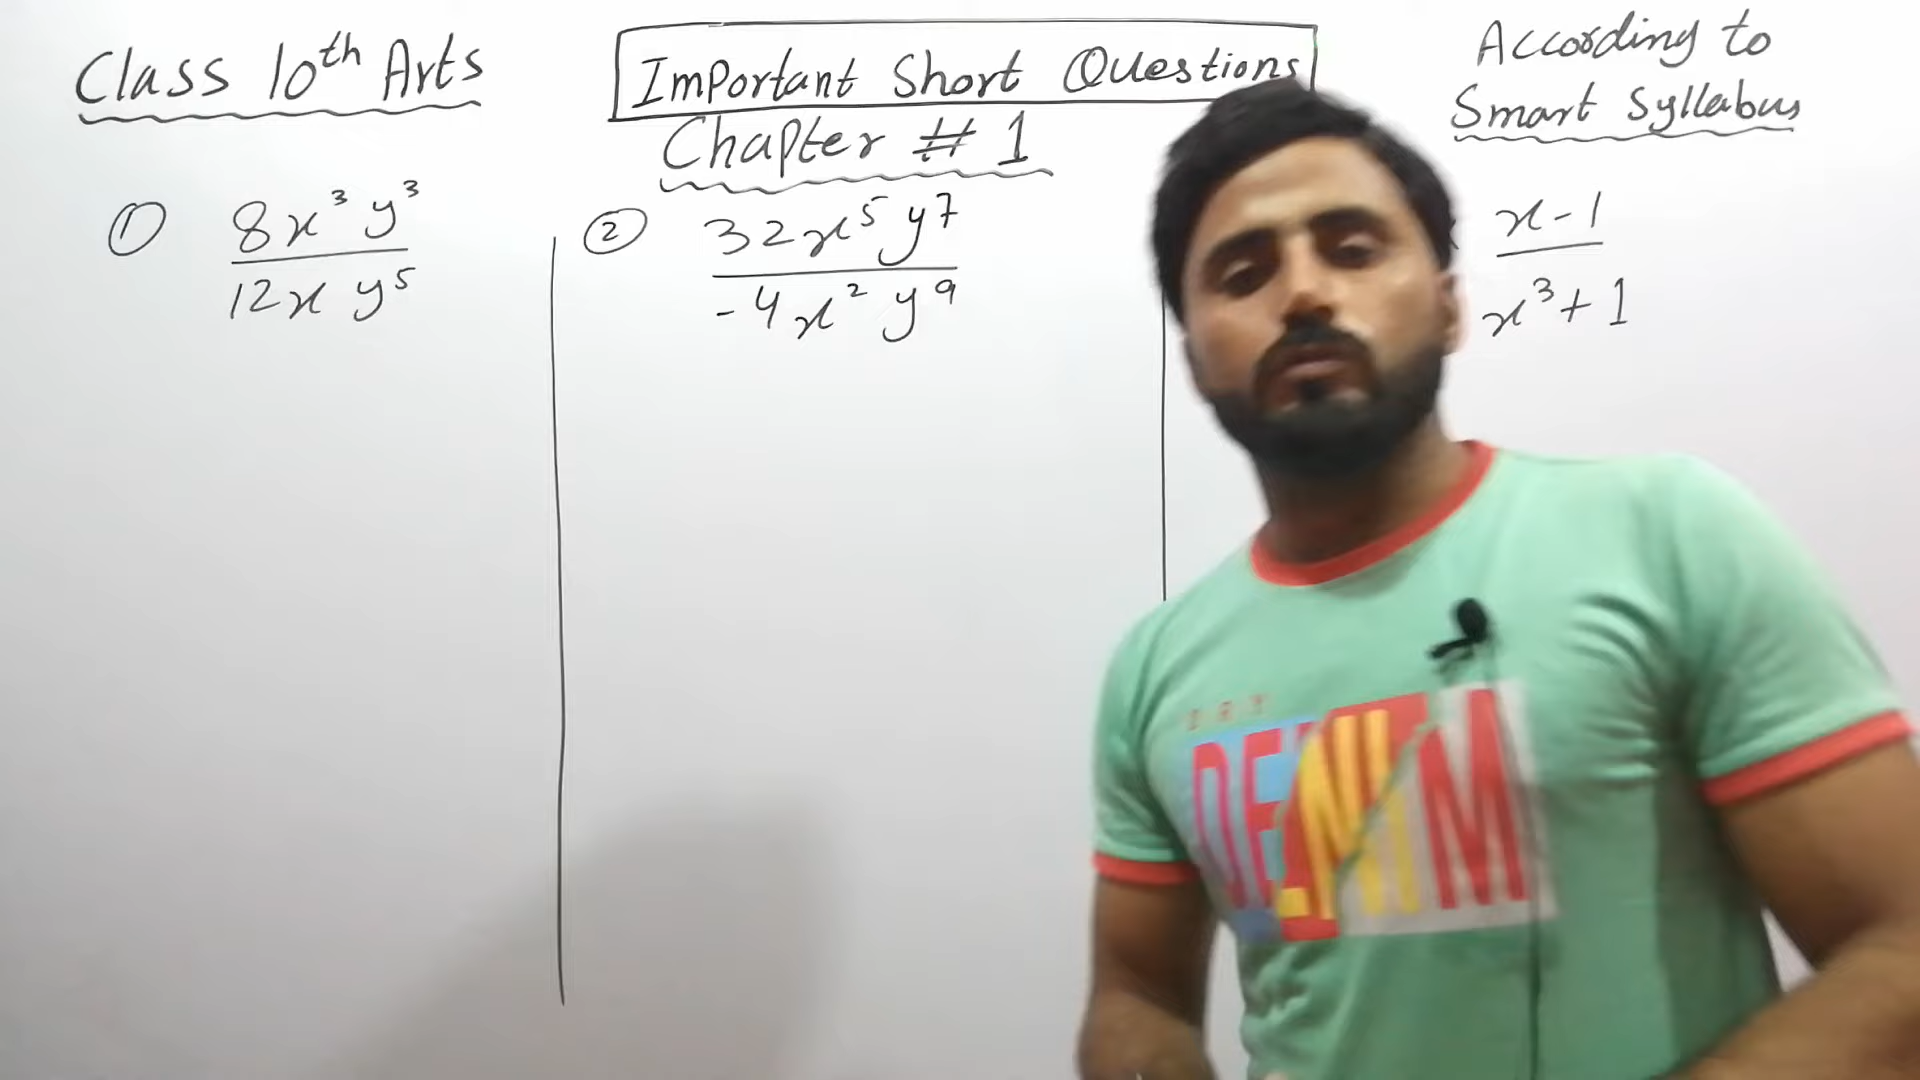 Class 10th Arts
Important Short Questions
Chapter # 1
According to
Smart Syllabus
① 8x³y³
12xy⁵
② 32x⁵y⁷
-4x²y⁹
x-1
x³+1
DRY
DENIM